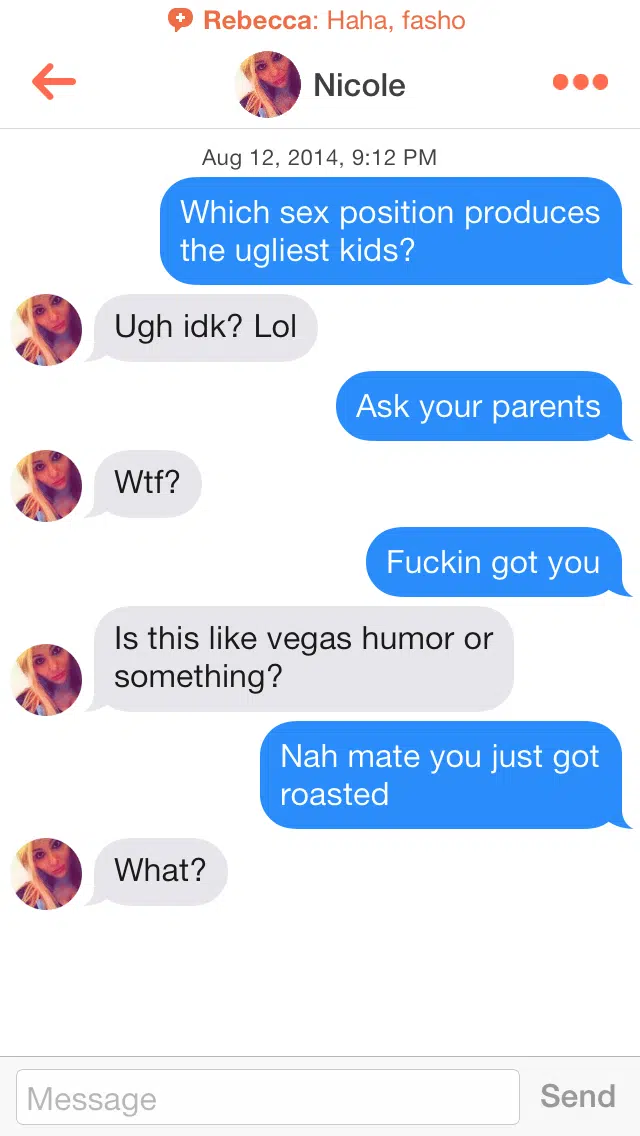 Rebecca: Haha, fasho
Nicole
Aug 12, 2014, 9:12 PM
Which sex position produces
the ugliest kids?
Ugh idk? Lol
Ask your parents
Wtf?
Fuckin got you
Is this like vegas humor or
something?
Nah mate you just got
roasted
What?
Message
Send